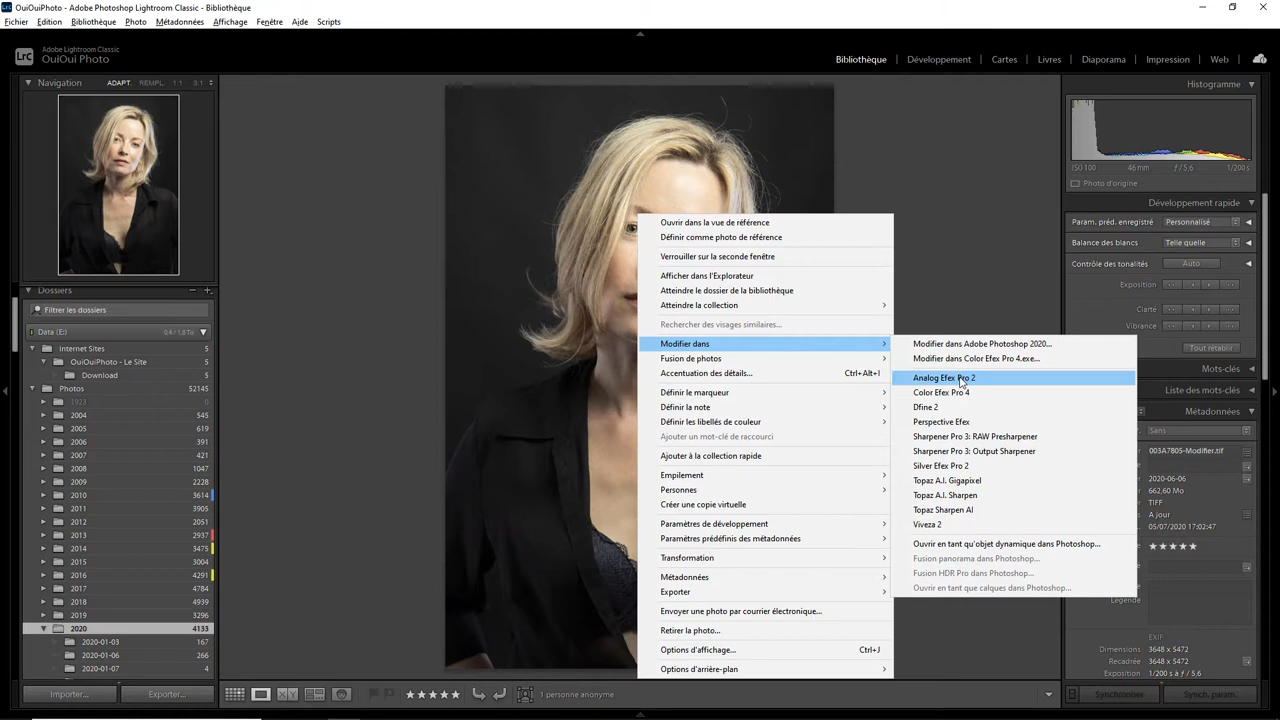 OuiOuiPhoto - Adobe Photoshop Lightroom Classic - Bibliothèque
Fichier Edition Bibliothèque Photo Métadonnées Affichage Fenêtre Aide Scripts
Lrc
Adobe Lightroom Classic
OuiOui Photo
Bibliothèque Développement Cartes Livres Diaporama Impression Web
Navigation ADAPT. REMPL. 1:1 3:1
Dossiers
Filtrer les dossiers
Data (E:) 0,4 / 1,8 To
Internet Sites 5
OuiOuiPhoto - Le Site 5
Download 5
Photos 52145
1923 0
2004 545
2005 619
2006 391
2007 719
2008 1047
2009 2228
2010 3614
2011 3905
2012 2051
2013 2937
2014 3475
2015 3004
2016 4291
2017 4784
2018 4939
2019 3296
2020 4133
2020-01-03 167
2020-01-06 266
2020-01-07 4
Importer... Exporter...
Ouvrir dans la vue de référence
Définir comme photo de référence
Verrouiller sur la seconde fenêtre
Afficher dans l'Explorateur
Atteindre le dossier de la bibliothèque
Atteindre la collection
Rechercher des visages similaires...
Modifier dans
Fusion de photos
Accentuation des détails... Ctrl+Alt+I
Définir le marqueur
Définir la note
Définir les libellés de couleur
Ajouter un mot-clé de raccourci
Ajouter à la collection rapide
Empilement
Personnes
Créer une copie virtuelle
Paramètres de développement
Paramètres prédéfinis des métadonnées
Transformation
Métadonnées
Exporter
Envoyer une photo par courrier électronique...
Retirer la photo...
Options d'affichage... Ctrl+J
Options d'arrière-plan
Modifier dans Adobe Photoshop 2020...
Modifier dans Color Efex Pro 4.exe...
Analog Efex Pro 2
Color Efex Pro 4
Dfine 2
Perspective Efex
Sharpener Pro 3: RAW Presharpener
Sharpener Pro 3: Output Sharpener
Silver Efex Pro 2
Topaz A.I. Gigapixel
Topaz A.I. Sharpen
Topaz Sharpen AI
Viveza 2
Ouvrir en tant qu'objet dynamique dans Photoshop...
Fusion panorama dans Photoshop...
Fusion HDR Pro dans Photoshop...
Ouvrir en tant que calques dans Photoshop...
1 personne anonyme
Histogramme
ISO 100 46 mm f / 5,6
Photo d'origine
Développement rapide
Param. préd. enregistré Personnalisé
Balance des blancs Telle quelle
Contrôle des tonalités Auto
Exposition
Clarté
Vibrance
Tout rétablir
Mots-clés
Liste des mots-clés
Métadonnées
Sans
003A7805-Modifier.tif
2020-06-06
662,60 Mo
TIFF
A jour
05/07/2020 17:02:47
Légende
EXIF
Dimensions 3648 x 5472
Recadrée 3648 x 5472
Synchroniser Synch. param.